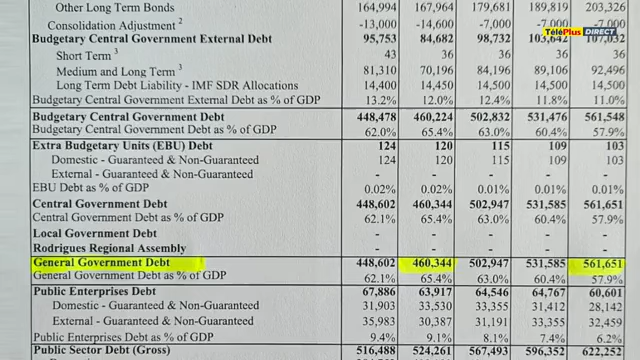 Other Long Term Bonds 164,994 167,964 179,681 189,819 203,326
Consolidation Adjustment 2 -13,000 -14,600 -7,000 -7,000 -7,000
TéléPlus DIRECT
Budgetary Central Government External Debt 95,753 84,682 98,732 103,642 107,032
Short Term 3 43 36 36 36 36
Medium and Long Term 3 81,310 70,196 84,196 89,106 92,496
Long Term Debt Liability - IMF SDR Allocations 14,400 14,450 14,500 14,500 14,500
Budgetary Central Government External Debt as % of GDP 13.2% 12.0% 12.4% 11.8% 11.0%
Budgetary Central Government Debt 448,478 460,224 502,832 531,476 561,548
Budgetary Central Government Debt as % of GDP 62.0% 65.4% 63.0% 60.4% 57.9%
Extra Budgetary Units (EBU) Debt 124 120 115 109 103
Domestic - Guaranteed & Non-Guaranteed 124 120 115 109 103
External - Guaranteed & Non-Guaranteed - - - - -
EBU Debt as % of GDP 0.02% 0.02% 0.01% 0.01% 0.01%
Central Government Debt 448,602 460,344 502,947 531,585 561,651
Central Government Debt as % of GDP 62.1% 65.4% 63.0% 60.4% 57.9%
Local Government Debt - - - - -
Rodrigues Regional Assembly - - - - -
General Government Debt 448,602 460,344 502,947 531,585 561,651
General Government Debt as % of GDP 62.1% 65.4% 63.0% 60.4% 57.9%
Public Enterprises Debt 67,886 63,917 64,546 64,767 60,601
Domestic - Guaranteed & Non-Guaranteed 31,903 33,530 33,355 31,412 28,142
External - Guaranteed & Non-Guaranteed 35,983 30,387 31,191 33,355 32,459
Public Enterprises Debt as % of GDP 9.4% 9.1% 8.1% 7.4% 6.2%
Public Sector Debt (Gross) 516,488 524,261 567,493 596,352 622,252